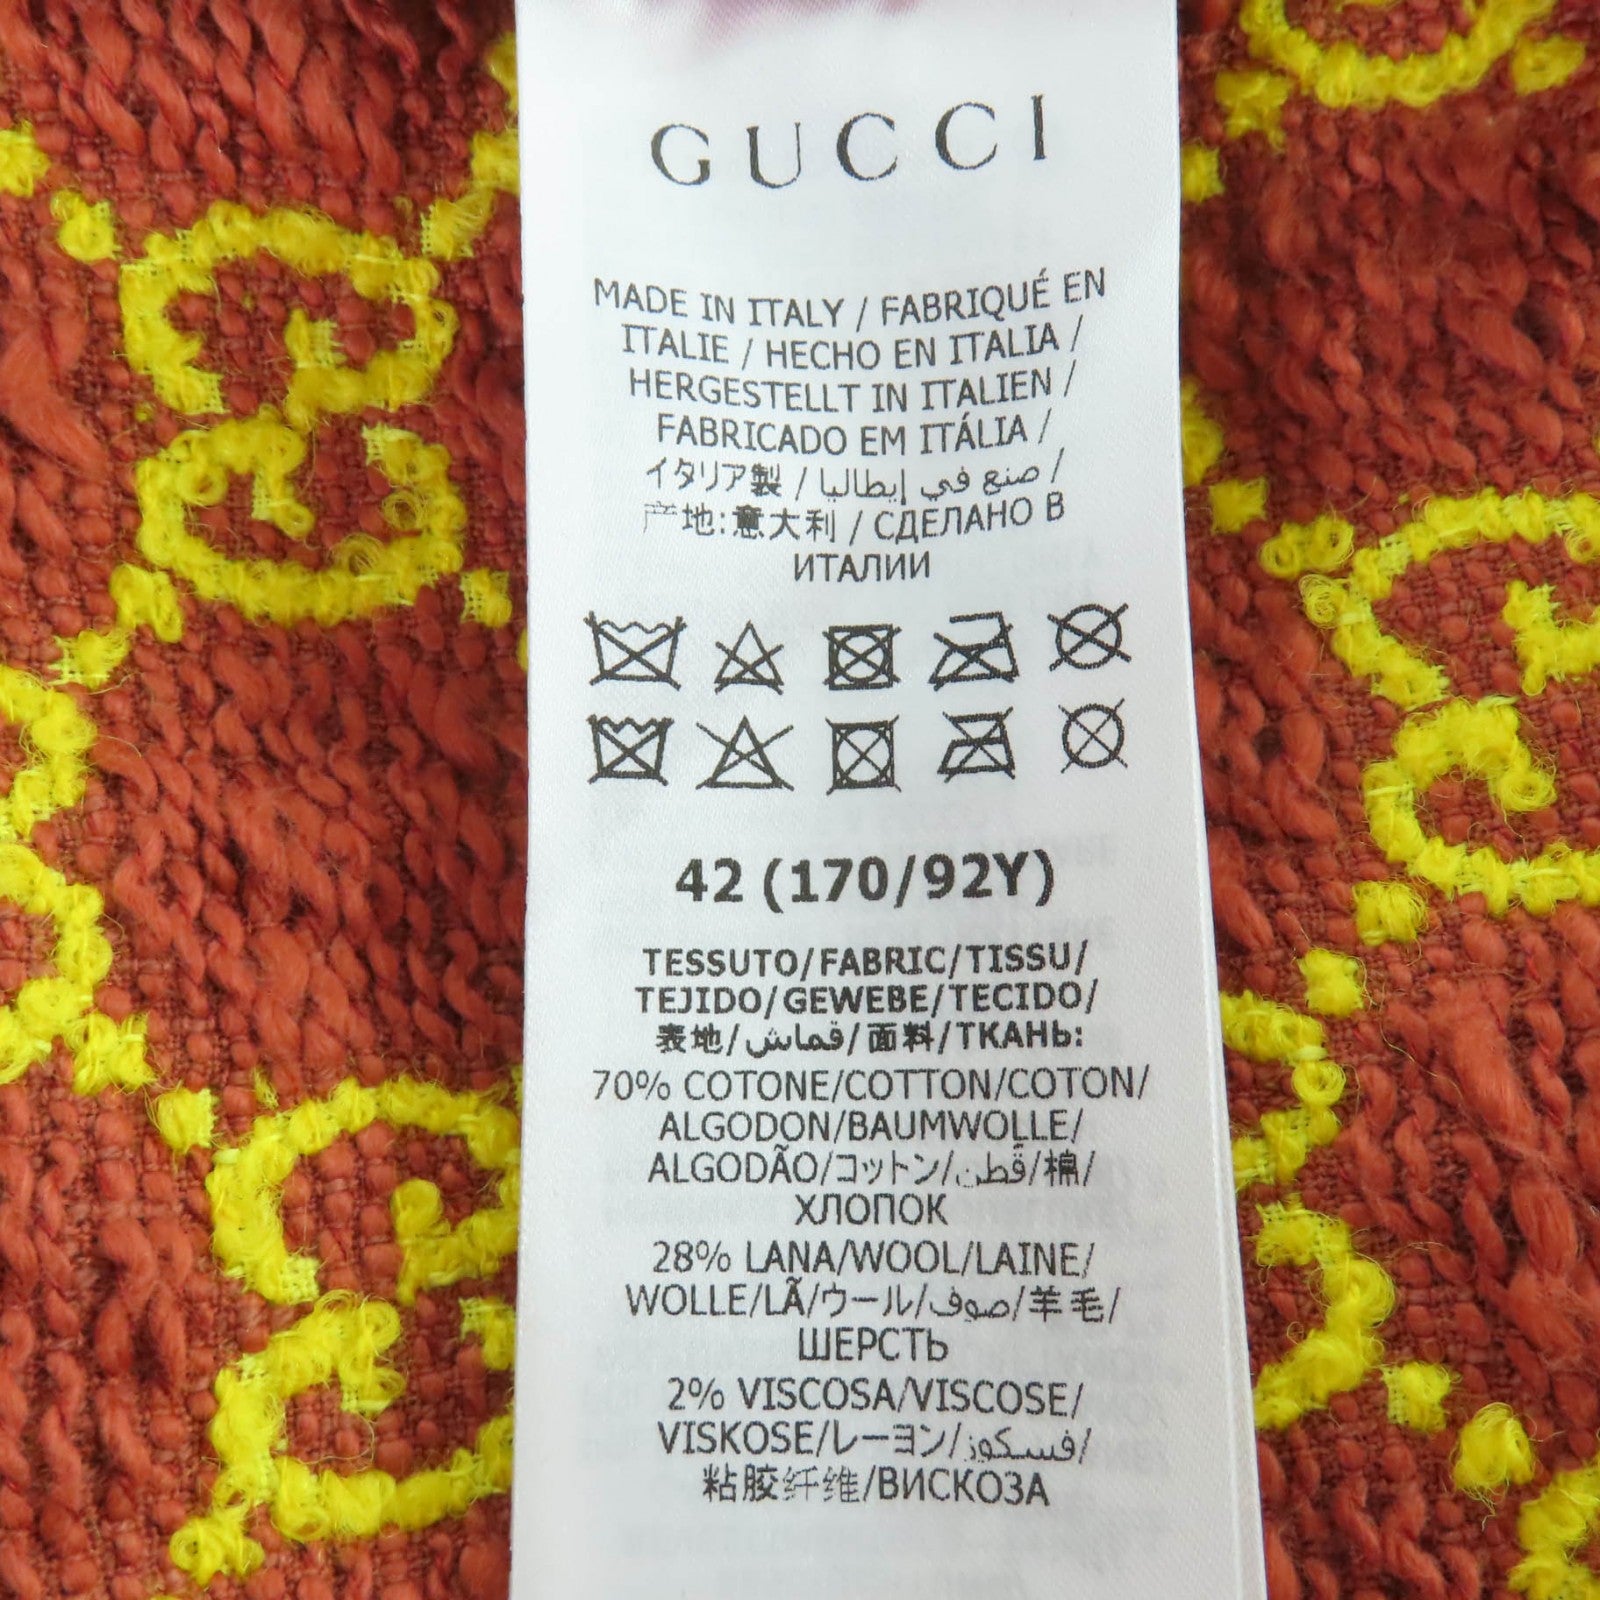 GUCCI
MADE IN ITALY / FABRIQUÉ EN
ITALIE / HECHO EN ITALIA /
HERGESTELLT IN ITALIEN /
FABRICADO EM ITÁLIA /
イタリア製 / صنع في إيطاليا /
产地:意大利 / СДЕЛАНО В
ИТАЛИИ
42 (170/92Y)
TESSUTO/FABRIC/TISSU/
TEJIDO/GEWEBE/TECIDO/
表地/قماش/面料/ТКАНЬ:
70% COTONE/COTTON/COTON/
ALGODON/BAUMWOLLE/
ALGODÃO/コットン/قطن/棉/
ХЛОПОК
28% LANA/WOOL/LAINE/
WOLLE/LÃ/ウール/صوف/羊毛/
ШЕРСТЬ
2% VISCOSA/VISCOSE/
VISKOSE/レーヨン/فسكوز/
粘胶纤维/ВИСКОЗА